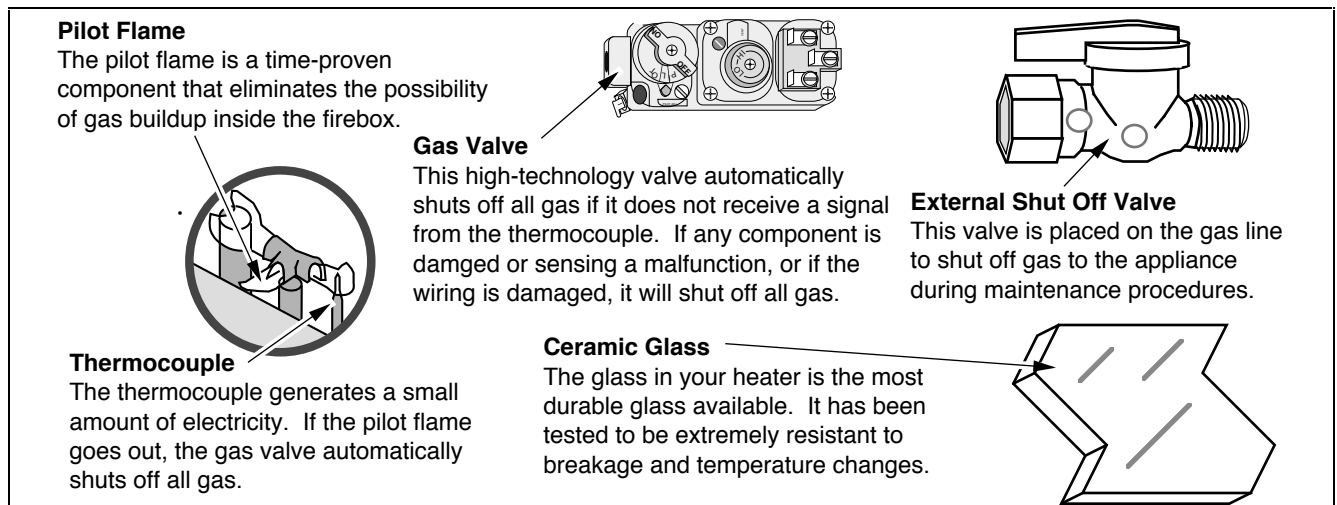 Pilot Flame
The pilot flame is a time-proven
component that eliminates the possibility
of gas buildup inside the firebox.
Gas Valve
This high-technology valve automatically
shuts off all gas if it does not receive a signal
from the thermocouple.  If any component is
damged or sensing a malfunction, or if the
wiring is damaged, it will shut off all gas.
External Shut Off Valve
This valve is placed on the gas line
to shut off gas to the appliance
during maintenance procedures.
Thermocouple
The thermocouple generates a small
amount of electricity.  If the pilot flame
goes out, the gas valve automatically
shuts off all gas.
Ceramic Glass
The glass in your heater is the most
durable glass available.  It has been
tested to be extremely resistant to
breakage and temperature changes.
ON
OFF
HI
LO